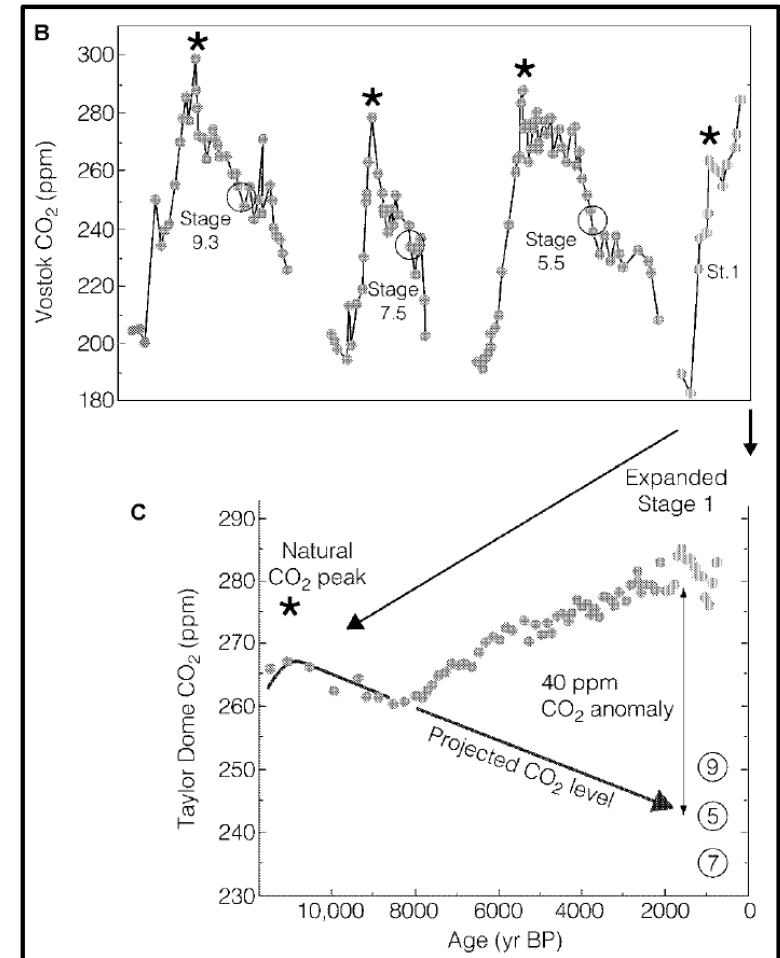 B
300
280
260
240
220
200
180
Vostok CO₂ (ppm)
Stage
9.3
Stage
7.5
Stage
5.5
St.1
C
Expanded
Stage 1
Natural
CO₂ peak
290
280
270
260
250
240
230
Taylor Dome CO₂ (ppm)
40 ppm
CO₂ anomaly
Projected CO₂ level
9
5
7
10,000 8000 6000 4000 2000 0
Age (yr BP)